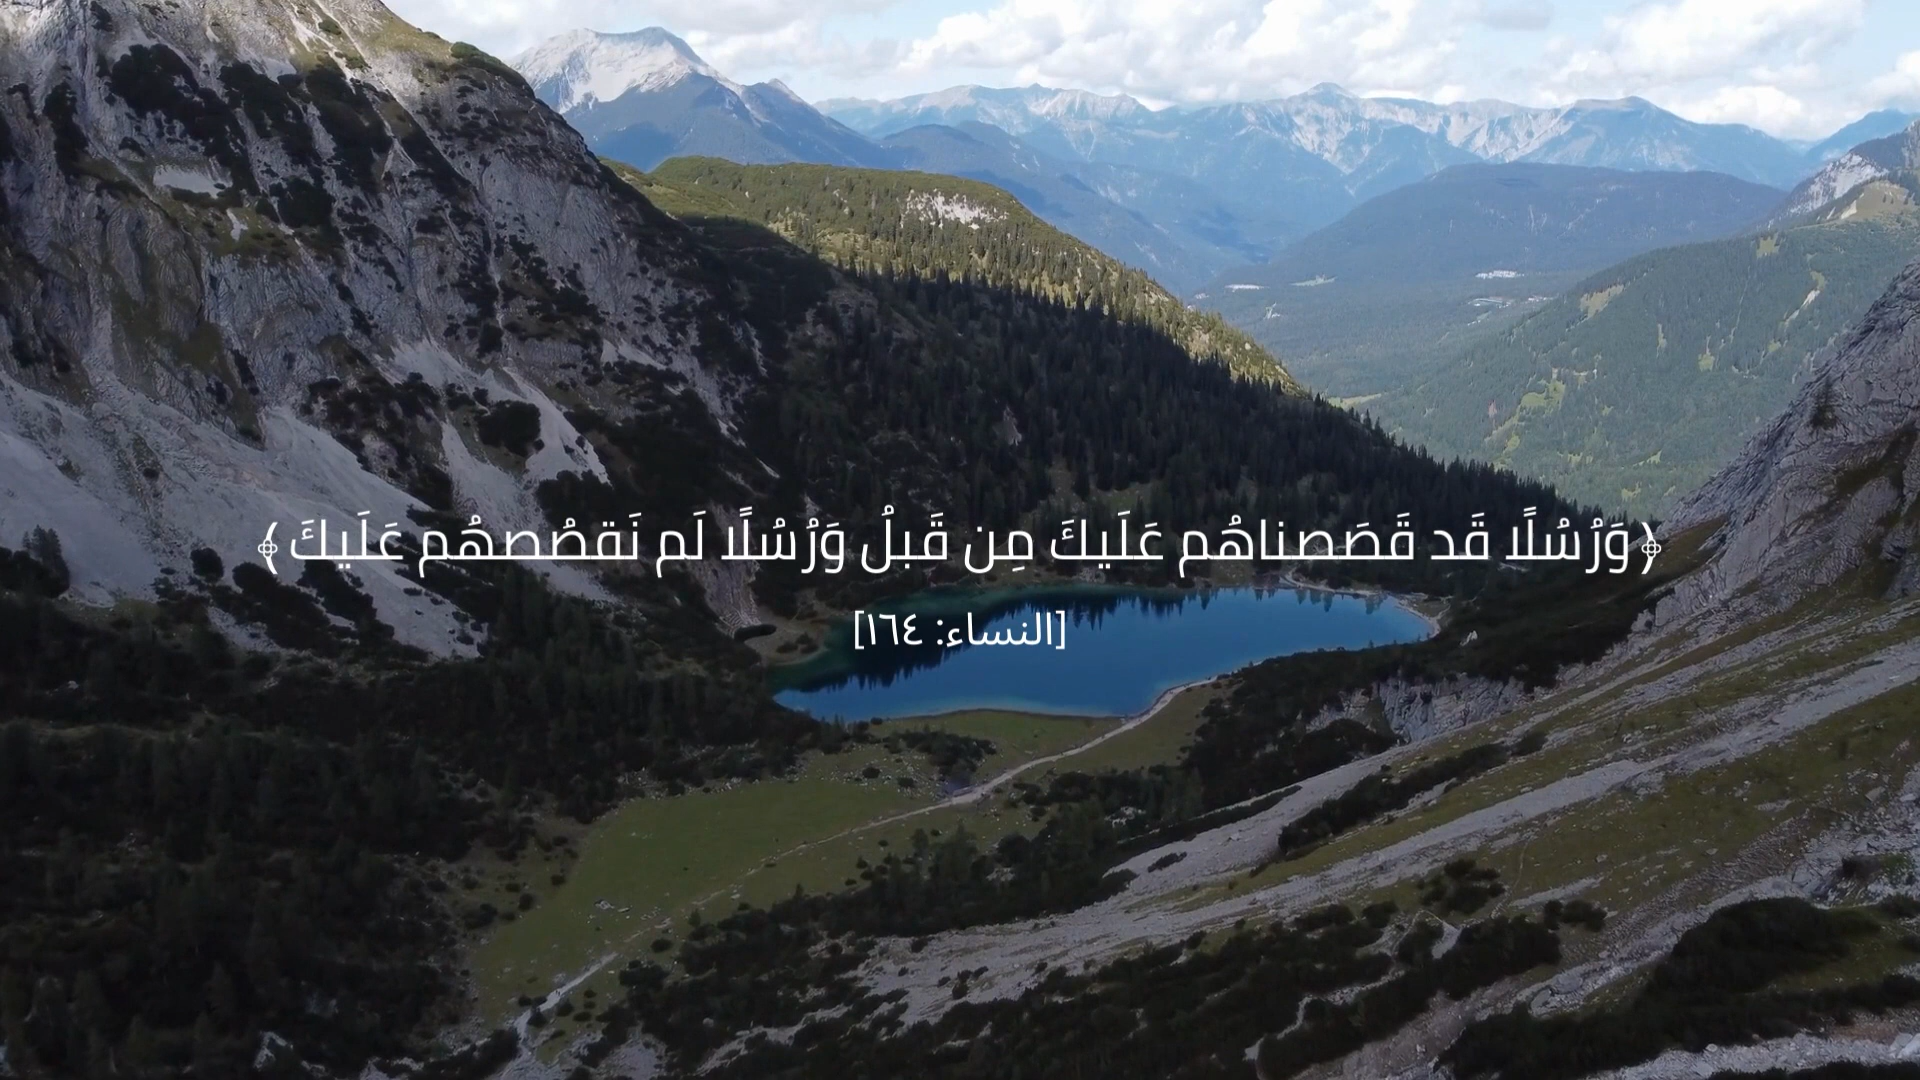 ﴿وَرُسُلًا قَد قَصَصناهُم عَلَيكَ مِن قَبلُ وَرُسُلًا لَم نَقصُصهُم عَلَيكَ﴾
[النساء: ١٦٤]